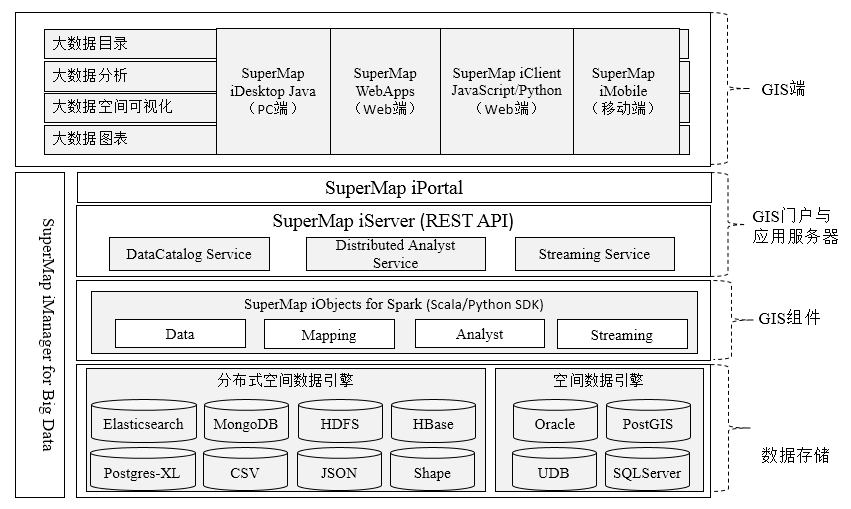 大数据目录
大数据分析
大数据空间可视化
大数据图表
SuperMap
iDesktop Java
（PC端）
SuperMap
WebApps
（Web端）
SuperMap iClient
JavaScript/Python
（Web端）
SuperMap
iMobile
（移动端）
GIS端
SuperMap iManager for Big Data
SuperMap iPortal
SuperMap iServer (REST API)
DataCatalog Service
Distributed Analyst
Service
Streaming Service
GIS门户与
应用服务器
SuperMap iObjects for Spark (Scala/Python SDK)
Data
Mapping
Analyst
Streaming
GIS组件
分布式空间数据引擎
Elasticsearch
MongoDB
HDFS
HBase
Postgres-XL
CSV
JSON
Shape
空间数据引擎
Oracle
PostGIS
UDB
SQLServer
数据存储